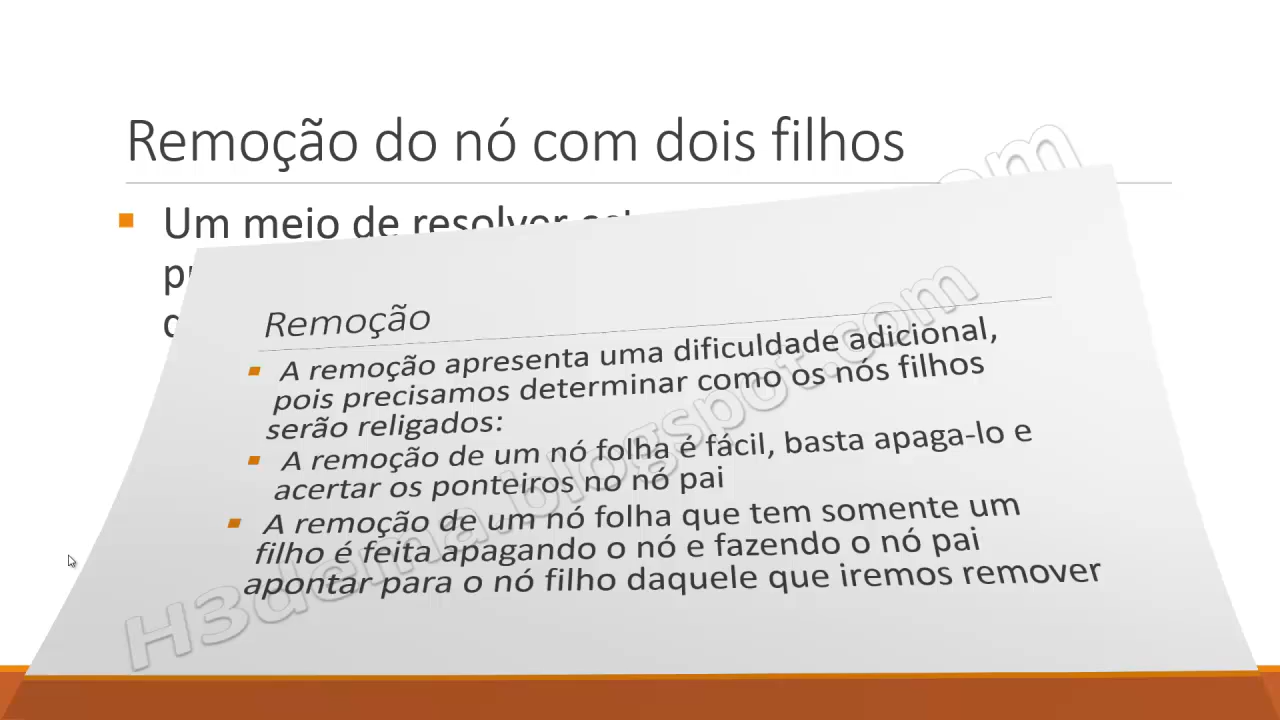 Remoção do nó com dois filhos
Um meio de resolver
Remoção
A remoção apresenta uma dificuldade adicional,
pois precisamos determinar como os nós filhos
serão religados:
A remoção de um nó folha é fácil, basta apaga-lo e
acertar os ponteiros no nó pai
A remoção de um nó folha que tem somente um
filho é feita apagando o nó e fazendo o nó pai
apontar para o nó filho daquele que iremos remover
H3dema.blogspot.com